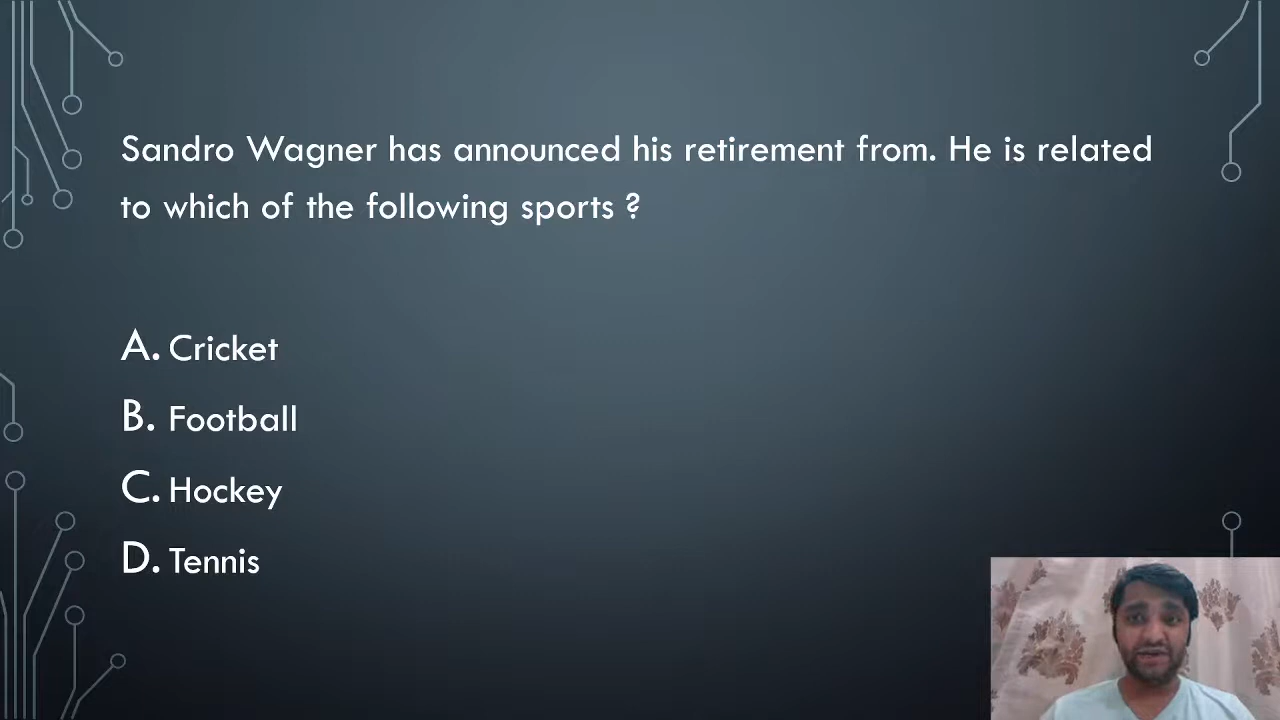 Sandro Wagner has announced his retirement from. He is related
to which of the following sports ?
A. Cricket
B. Football
C. Hockey
D. Tennis